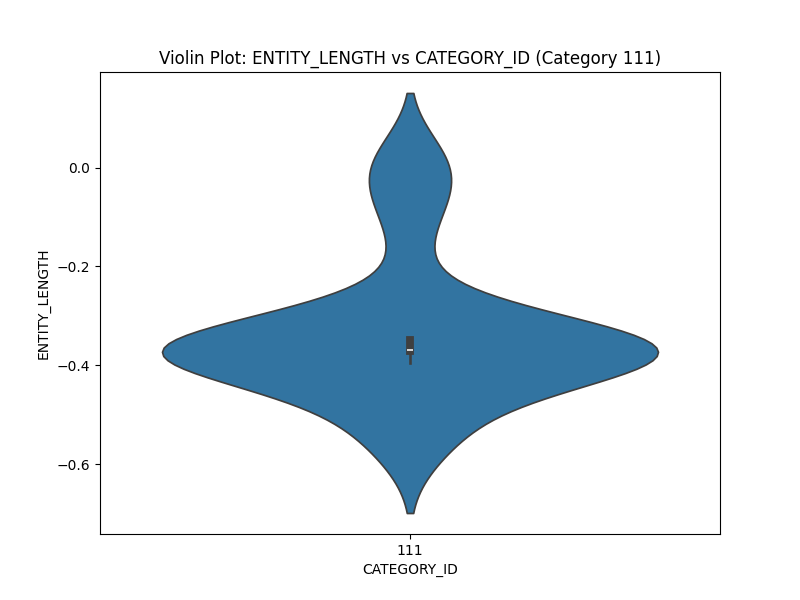 Violin Plot: ENTITY_LENGTH vs CATEGORY_ID (Category 111)
ENTITY_LENGTH
0.0
−0.2
−0.4
−0.6
111
CATEGORY_ID